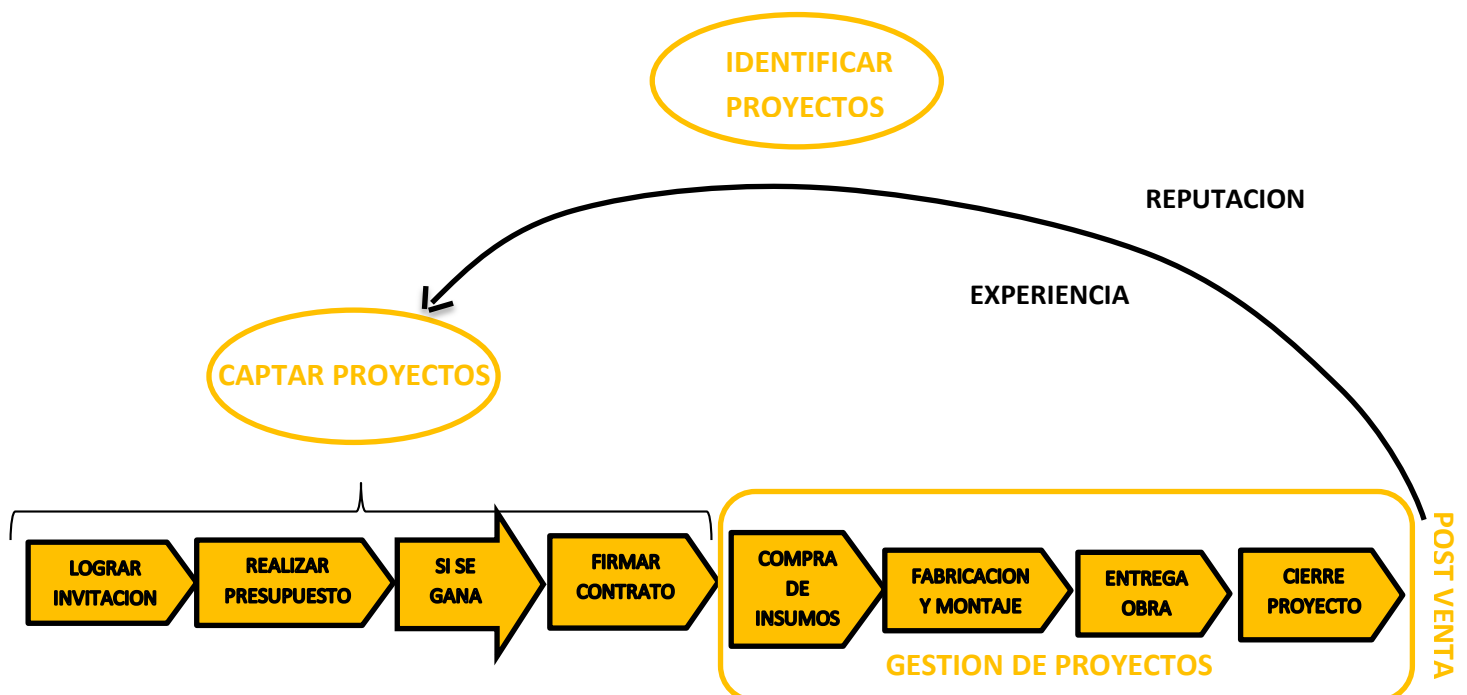 IDENTIFICAR
PROYECTOS
REPUTACION
EXPERIENCIA
CAPTAR PROYECTOS
LOGRAR
INVITACION
REALIZAR
PRESUPUESTO
SI SE
GANA
FIRMAR
CONTRATO
COMPRA
DE
INSUMOS
FABRICACION
Y MONTAJE
ENTREGA
OBRA
CIERRE
PROYECTO
GESTION DE PROYECTOS
POST VENTA